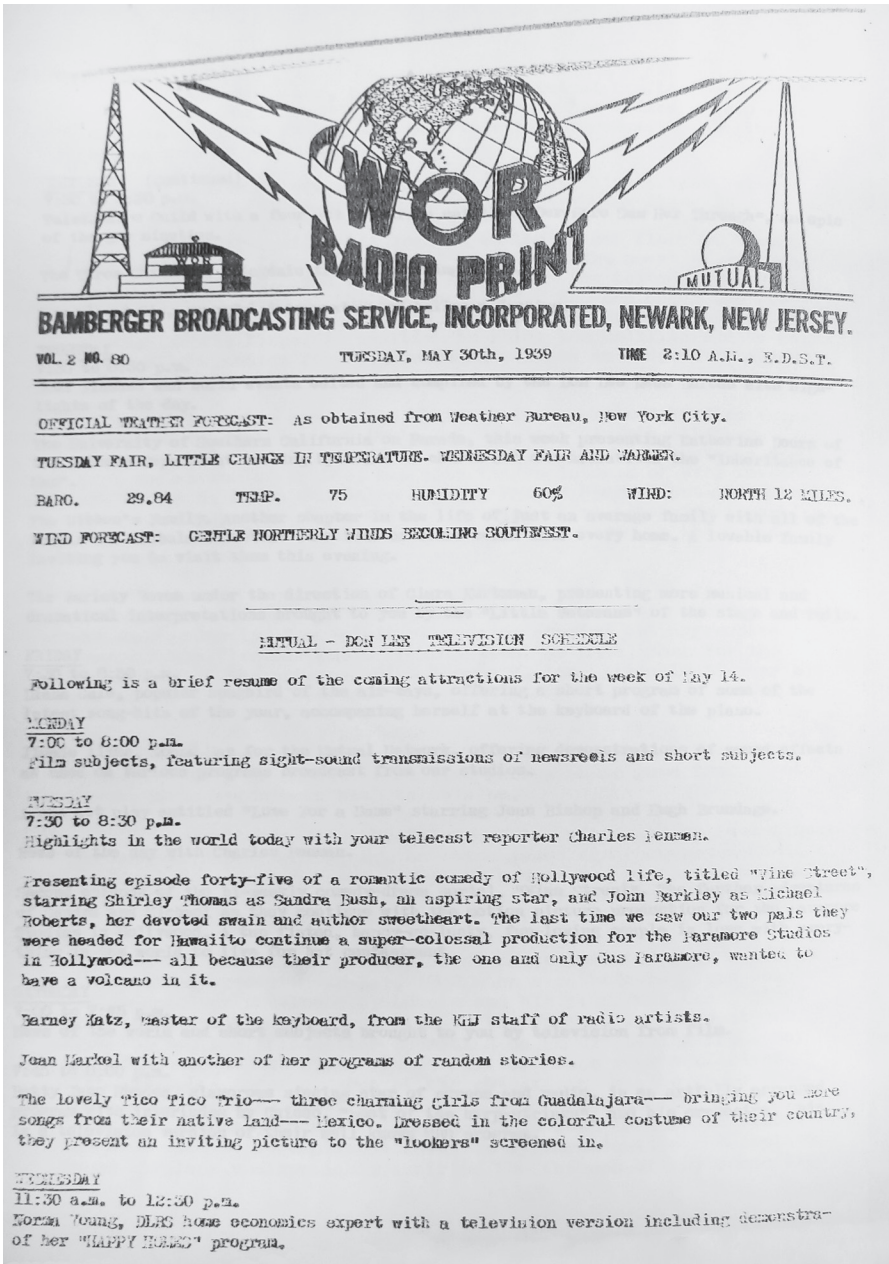 WOR
RADIO PRINT
WOR
MUTUAL
BAMBERGER BROADCASTING SERVICE, INCORPORATED, NEWARK, NEW JERSEY.
VOL. 2 NO. 80 TUESDAY, MAY 30th, 1939 TIME 2:10 A.M., E.D.S.T.
OFFICIAL WEATHER FORECAST: As obtained from Weather Bureau, New York City.
TUESDAY FAIR, LITTLE CHANGE IN TEMPERATURE. WEDNESDAY FAIR AND WARMER.
BARO. 29.84 TEMP. 75 HUMIDITY 60% WIND: NORTH 12 MILES.
WIND FORECAST: GENTLE NORTHERLY WINDS BECOMING SOUTHWEST.
MUTUAL - DON LEE TELEVISION SCHEDULE
Following is a brief resume of the coming attractions for the week of May 14.
MONDAY
7:00 to 8:00 p.m.
Film subjects, featuring sight-sound transmissions of newsreels and short subjects.
TUESDAY
7:30 to 8:30 p.m.
Highlights in the world today with your telecast reporter Charles Penman.
Presenting episode forty-five of a romantic comedy of Hollywood life, titled "Vine Street",
starring Shirley Thomas as Sandra Bush, an aspiring star, and John Barkley as Michael
Roberts, her devoted swain and author sweetheart. The last time we saw our two pals they
were headed for Hawaiito continue a super-colossal production for the Paramore Studios
in Hollywood--- all because their producer, the one and only Gus Paramore, wanted to
have a volcano in it.
Barney Katz, master of the keyboard, from the KHJ staff of radio artists.
Joan Markel with another of her programs of random stories.
The lovely Tico Tico Trio--- three charming girls from Guadalajara--- bringing you more
songs from their native land--- Mexico. Dressed in the colorful costume of their country,
they present an inviting picture to the "lookers" screened in.
WEDNESDAY
11:30 a.m. to 12:30 p.m.
Norma Young, DLBS home economics expert with a television version including demonstra-
of her "HAPPY HOMES" program.